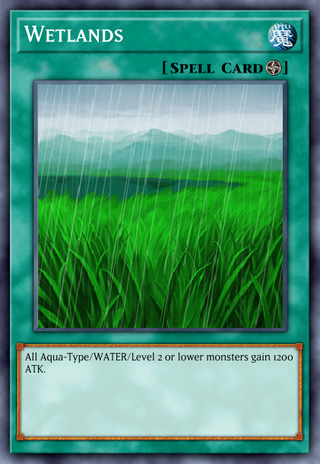 Wetlands
魔
[Spell Card]
All Aqua-Type/WATER/Level 2 or lower monsters gain 1200
ATK.